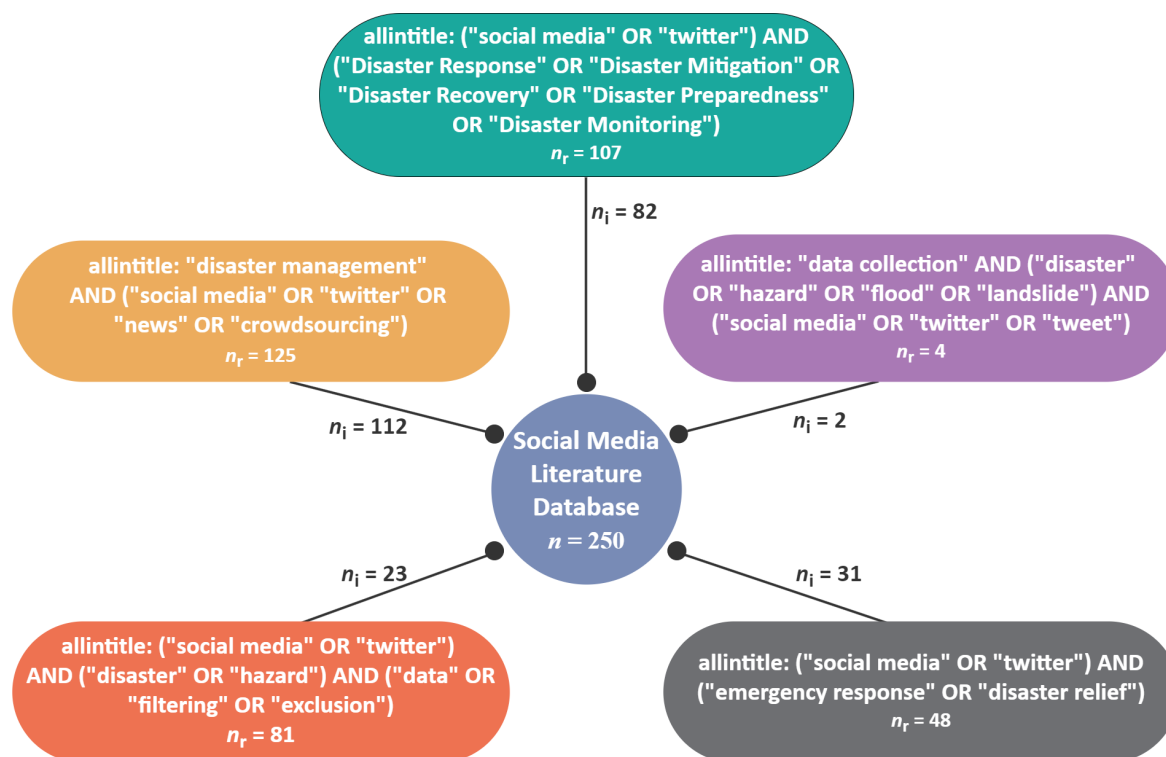 allintitle: ("social media" OR "twitter") AND
("Disaster Response" OR "Disaster Mitigation" OR
"Disaster Recovery" OR "Disaster Preparedness"
OR "Disaster Monitoring")
nr = 107
ni = 82
allintitle: "disaster management"
AND ("social media" OR "twitter" OR
"news" OR "crowdsourcing")
nr = 125
ni = 112
allintitle: "data collection" AND ("disaster"
OR "hazard" OR "flood" OR "landslide") AND
("social media" OR "twitter" OR "tweet")
nr = 4
ni = 2
Social Media
Literature
Database
n = 250
ni = 23
allintitle: ("social media" OR "twitter")
AND ("disaster" OR "hazard") AND ("data" OR
"filtering" OR "exclusion")
nr = 81
ni = 31
allintitle: ("social media" OR "twitter") AND
("emergency response" OR "disaster relief")
nr = 48